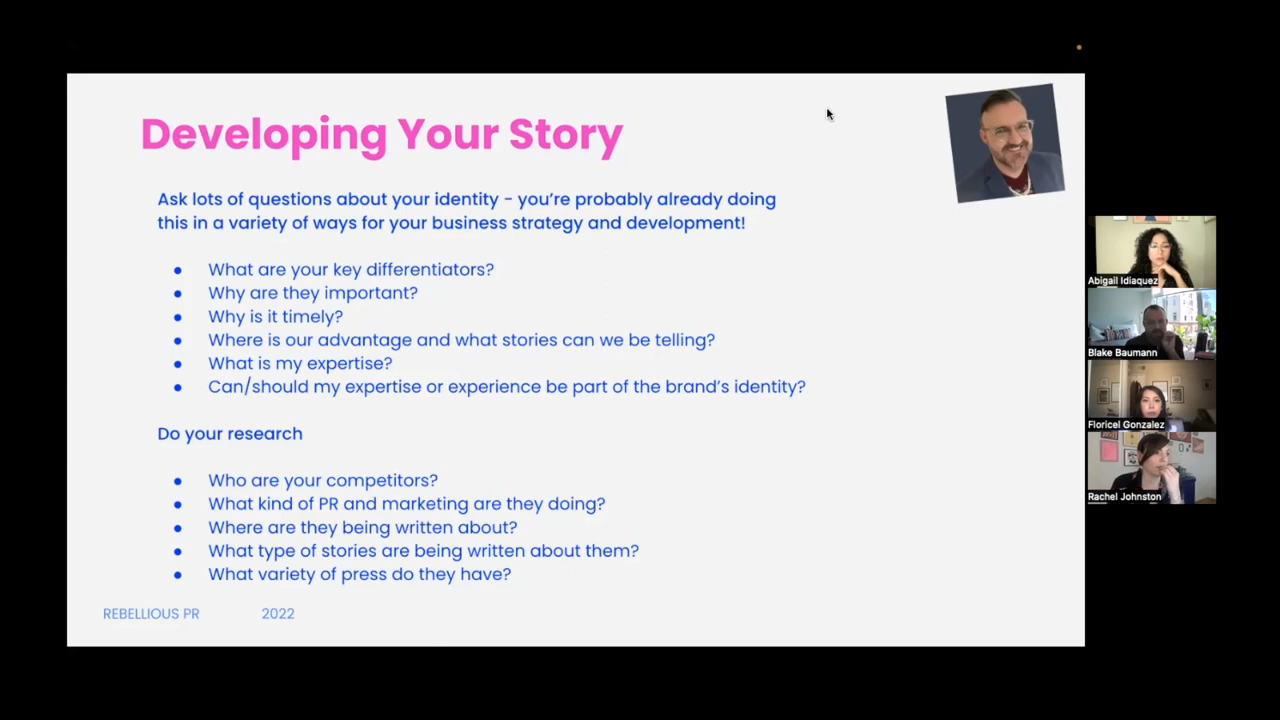 Developing Your Story
Ask lots of questions about your identity - you're probably already doing
this in a variety of ways for your business strategy and development!
● What are your key differentiators?
● Why are they important?
● Why is it timely?
● Where is our advantage and what stories can we be telling?
● What is my expertise?
● Can/should my expertise or experience be part of the brand's identity?
Do your research
● Who are your competitors?
● What kind of PR and marketing are they doing?
● Where are they being written about?
● What type of stories are being written about them?
● What variety of press do they have?
REBELLIOUS PR 2022
Abigail Idiaquez
Blake Baumann
Floricel Gonzalez
Rachel Johnston